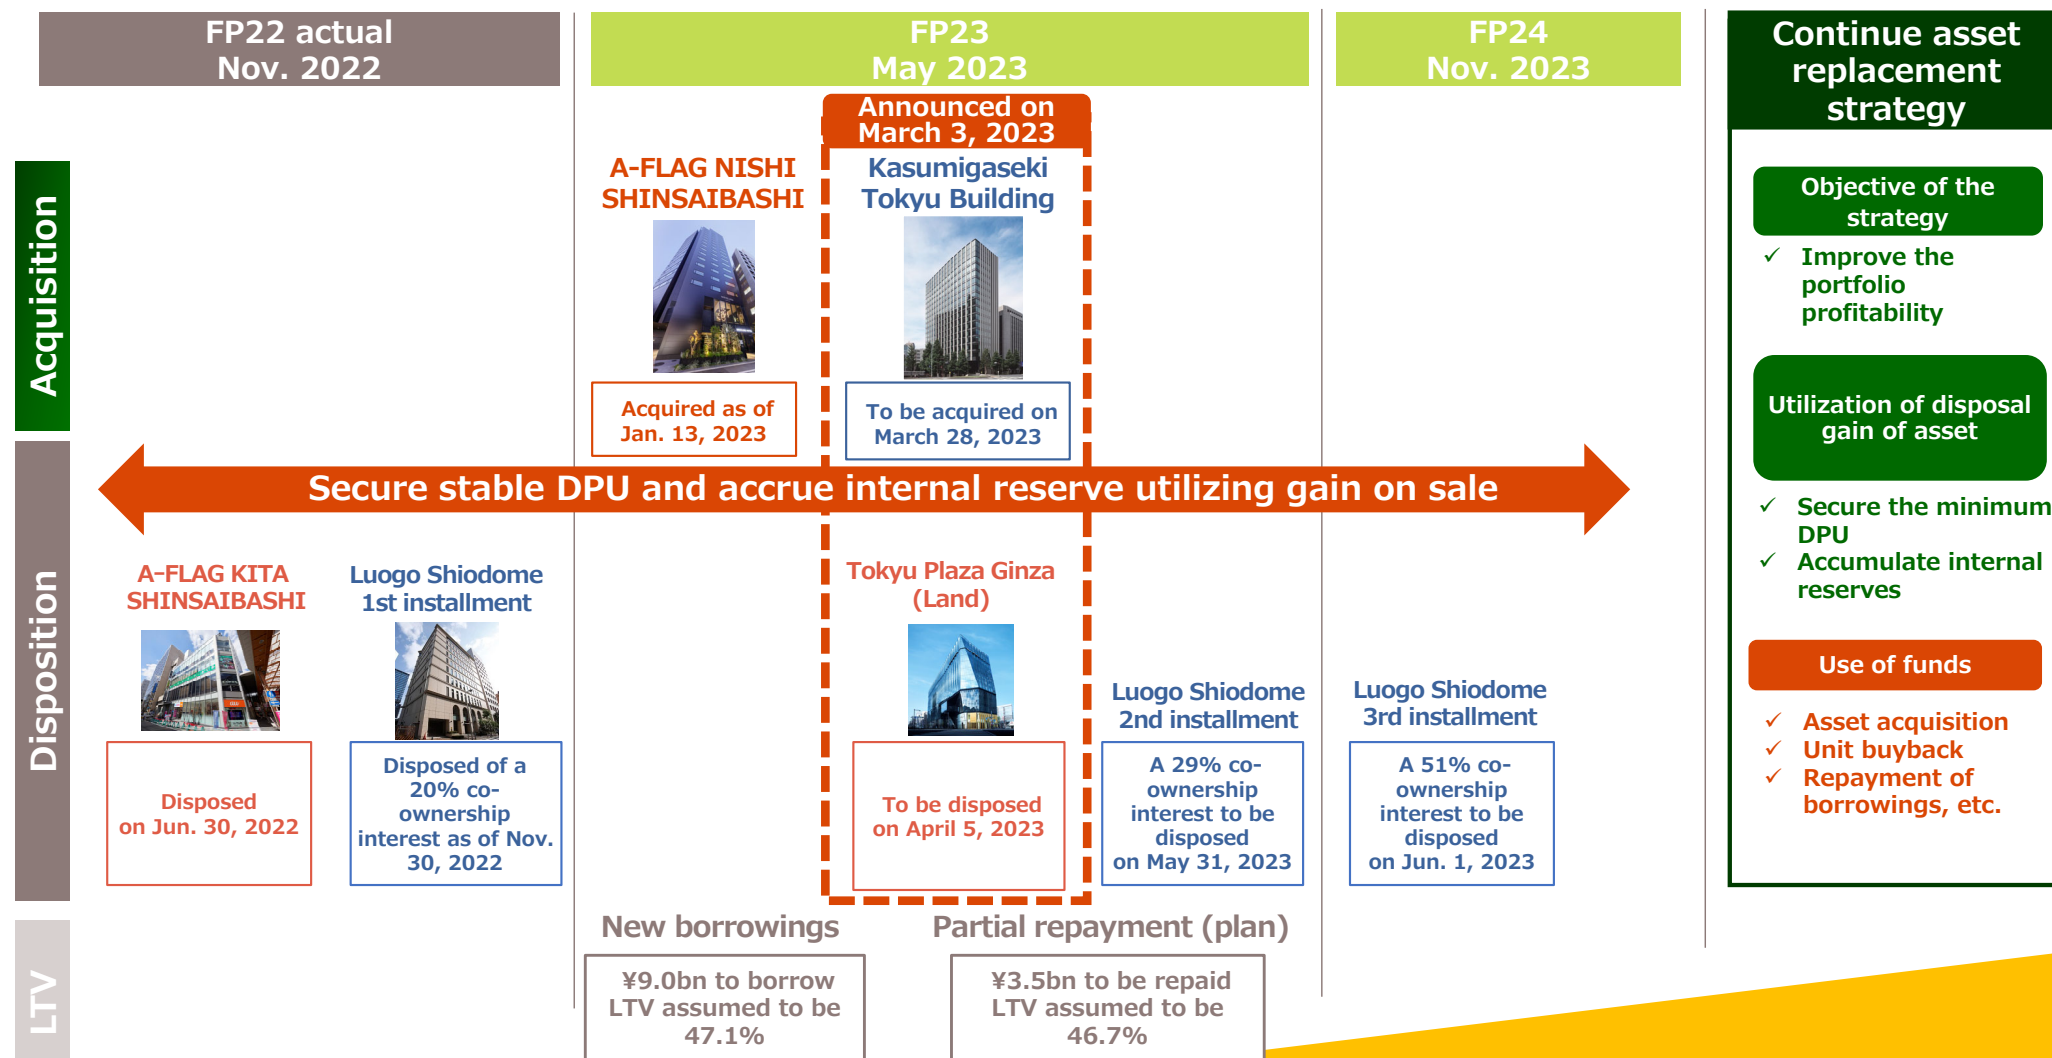 FP22 actual
Nov. 2022
FP23
May 2023
FP24
Nov. 2023
Announced on
March 3, 2023
Acquisition
A-FLAG NISHI
SHINSAIBASHI
Acquired as of
Jan. 13, 2023
Kasumigaseki
Tokyu Building
To be acquired on
March 28, 2023
Secure stable DPU and accrue internal reserve utilizing gain on sale
Disposition
A-FLAG KITA
SHINSAIBASHI
Disposed
on Jun. 30, 2022
Luogo Shiodome
1st installment
Disposed of a
20% co-
ownership
interest as of Nov.
30, 2022
Tokyu Plaza Ginza
(Land)
To be disposed
on April 5, 2023
Luogo Shiodome
2nd installment
A 29% co-
ownership
interest to be
disposed
on May 31, 2023
Luogo Shiodome
3rd installment
A 51% co-
ownership
interest to be
disposed
on Jun. 1, 2023
LTV
New borrowings
¥9.0bn to borrow
LTV assumed to be
47.1%
Partial repayment (plan)
¥3.5bn to be repaid
LTV assumed to be
46.7%
Continue asset
replacement
strategy
Objective of the
strategy
✓ Improve the
portfolio
profitability
Utilization of disposal
gain of asset
✓ Secure the minimum
DPU
✓ Accumulate internal
reserves
Use of funds
✓ Asset acquisition
✓ Unit buyback
✓ Repayment of
borrowings, etc.